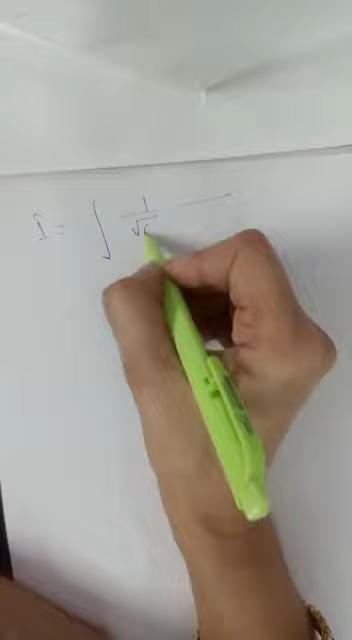 I = ∫ 1/√(